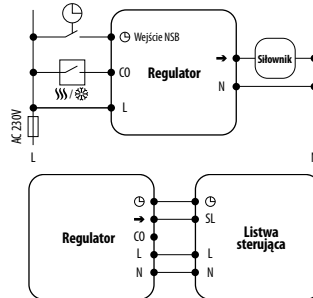 Wejście NSB
CO
Regulator
Siłownik
N
L
AC 230V
/
L
N
Regulator
CO
L
N
SL
L
N
Listwa
sterująca